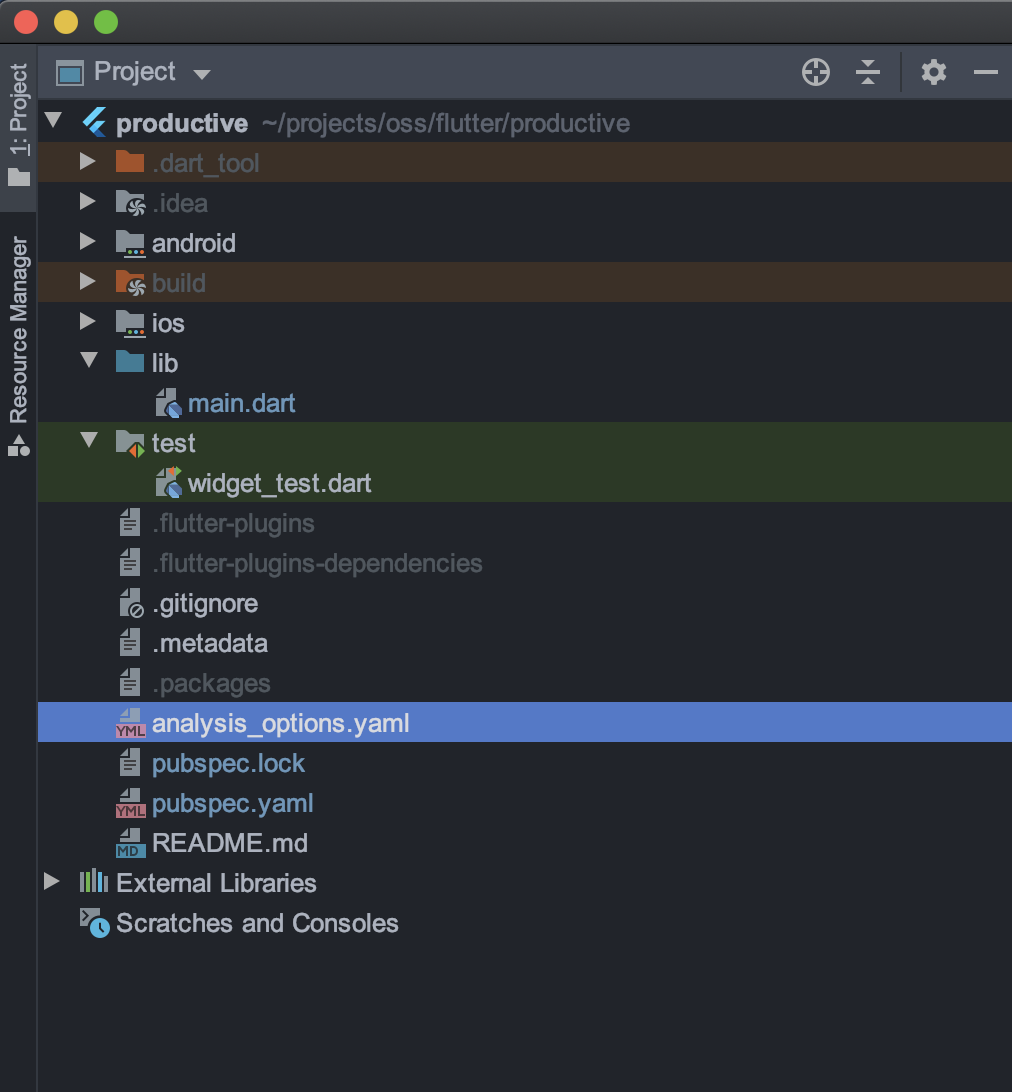 Project
1: Project
Resource Manager
productive ~/projects/oss/flutter/productive
.dart_tool
.idea
android
build
ios
lib
main.dart
test
widget_test.dart
.flutter-plugins
.flutter-plugins-dependencies
.gitignore
.metadata
.packages
YML analysis_options.yaml
pubspec.lock
YML pubspec.yaml
MD README.md
External Libraries
Scratches and Consoles